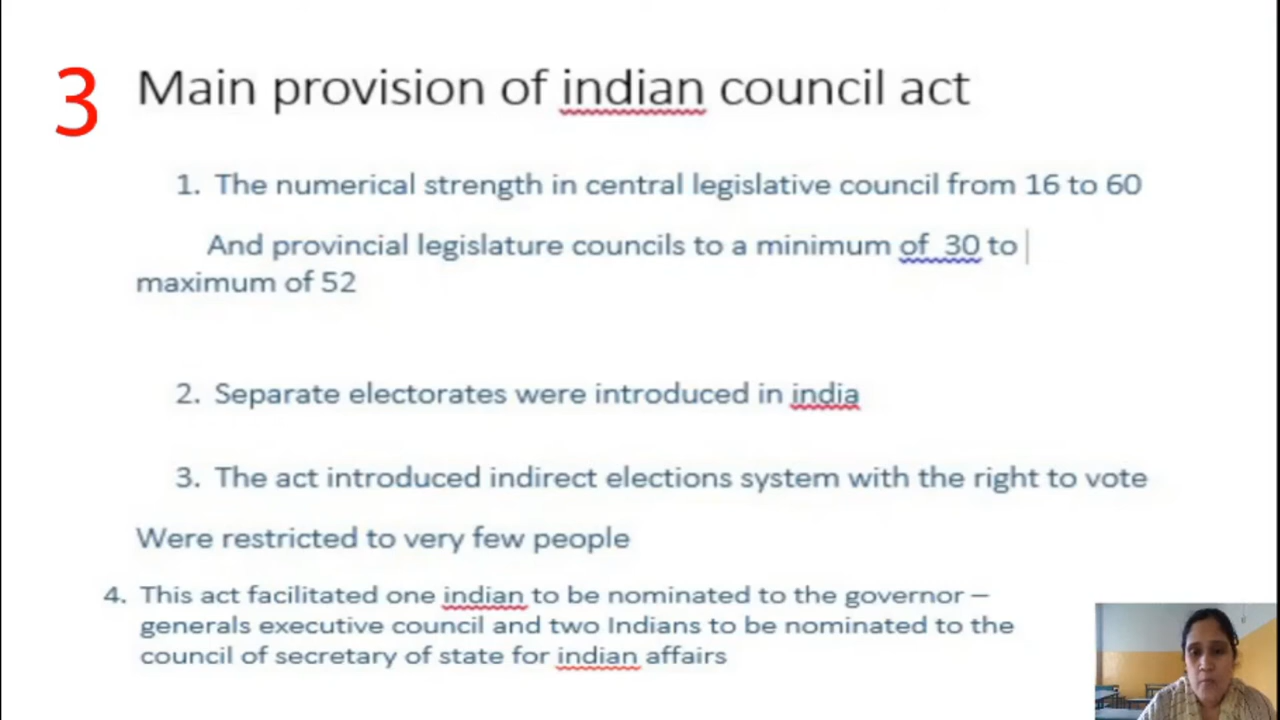 3 Main provision of indian council act
1. The numerical strength in central legislative council from 16 to 60
And provincial legislature councils to a minimum of 30 to
maximum of 52
2. Separate electorates were introduced in india
3. The act introduced indirect elections system with the right to vote
Were restricted to very few people
4. This act facilitated one indian to be nominated to the governor –
generals executive council and two Indians to be nominated to the
council of secretary of state for indian affairs